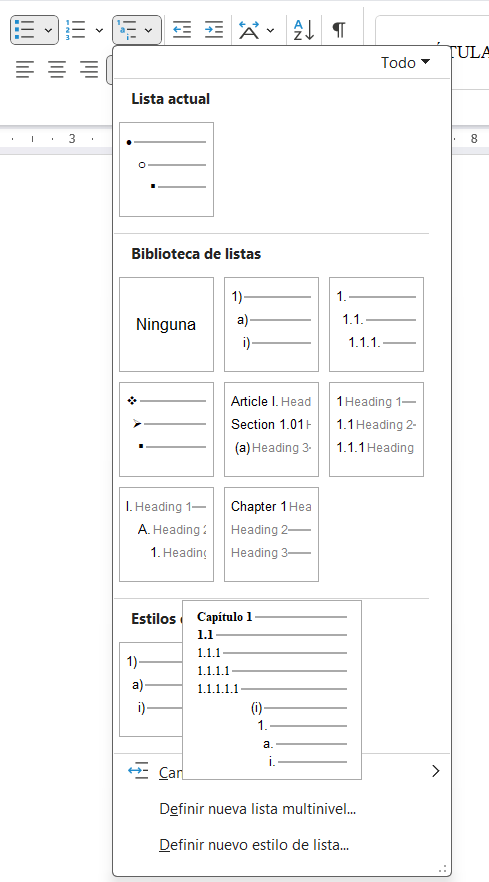 Todo
ÍTULA
3
8
Lista actual
Biblioteca de listas
Ninguna
1)
a)
i)
1.
1.1.
1.1.1.
Article I. Head
Section 1.01 H
(a) Heading 3
1 Heading 1
1.1 Heading 2
1.1.1 Heading
I. Heading 1
A. Heading 2
1. Heading
Chapter 1 Hea
Heading 2
Heading 3
Estilos
1)
a)
i)
Capítulo 1
1.1
1.1.1
1.1.1.1
1.1.1.1.1
(i)
1.
a.
i.
Definir nueva lista multinivel...
Definir nuevo estilo de lista...